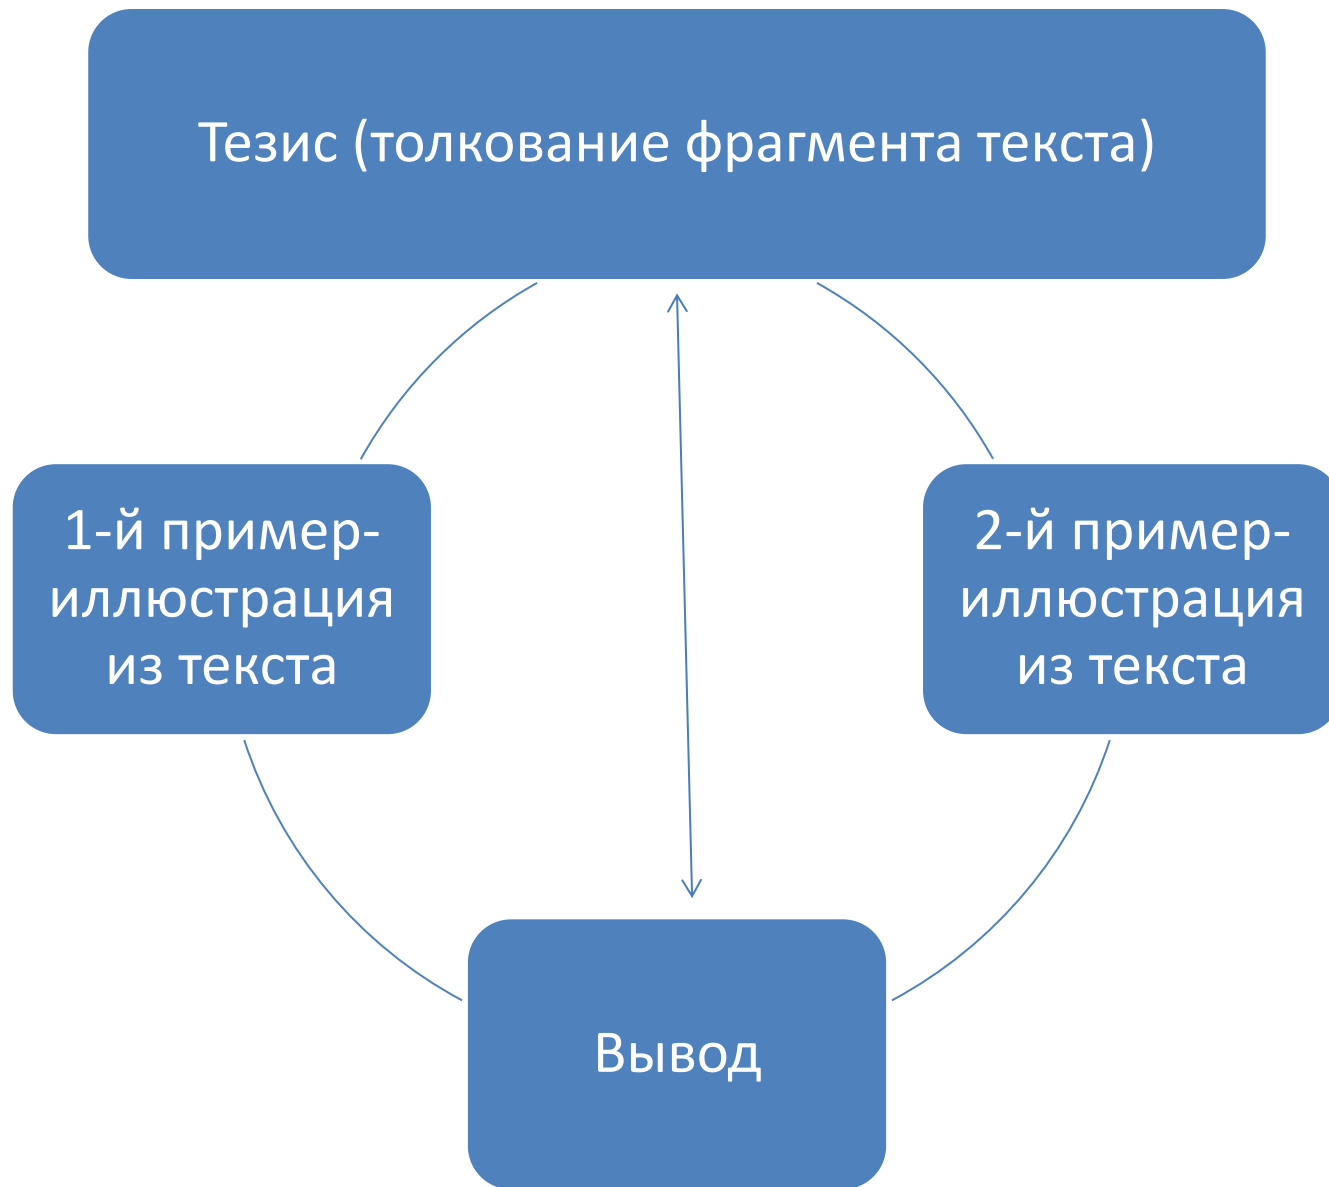 Тезис (толкование фрагмента текста)
1-й пример-
иллюстрация
из текста
2-й пример-
иллюстрация
из текста
Вывод